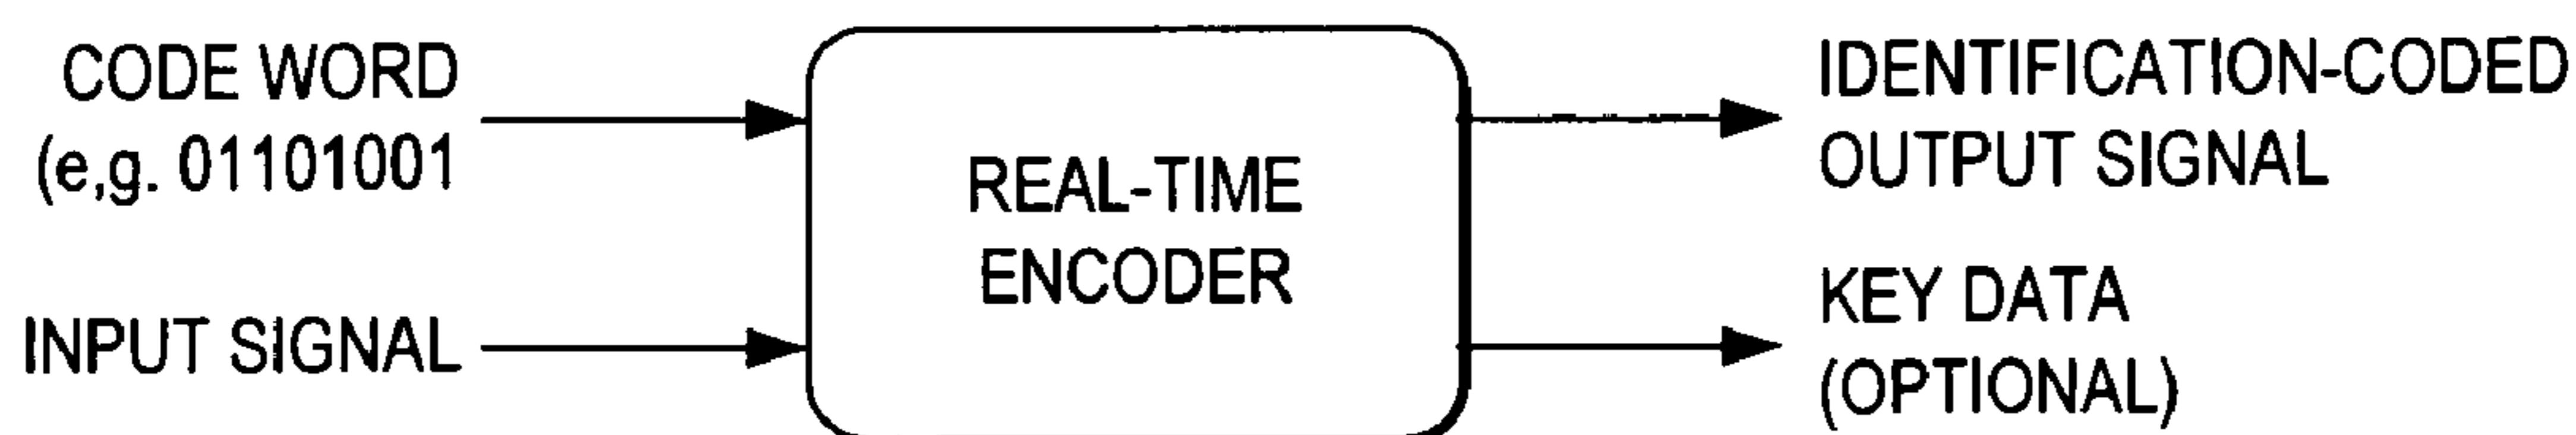 CODE WORD
(e,g. 01101001
INPUT SIGNAL
REAL-TIME
ENCODER
IDENTIFICATION-CODED
OUTPUT SIGNAL
KEY DATA
(OPTIONAL)